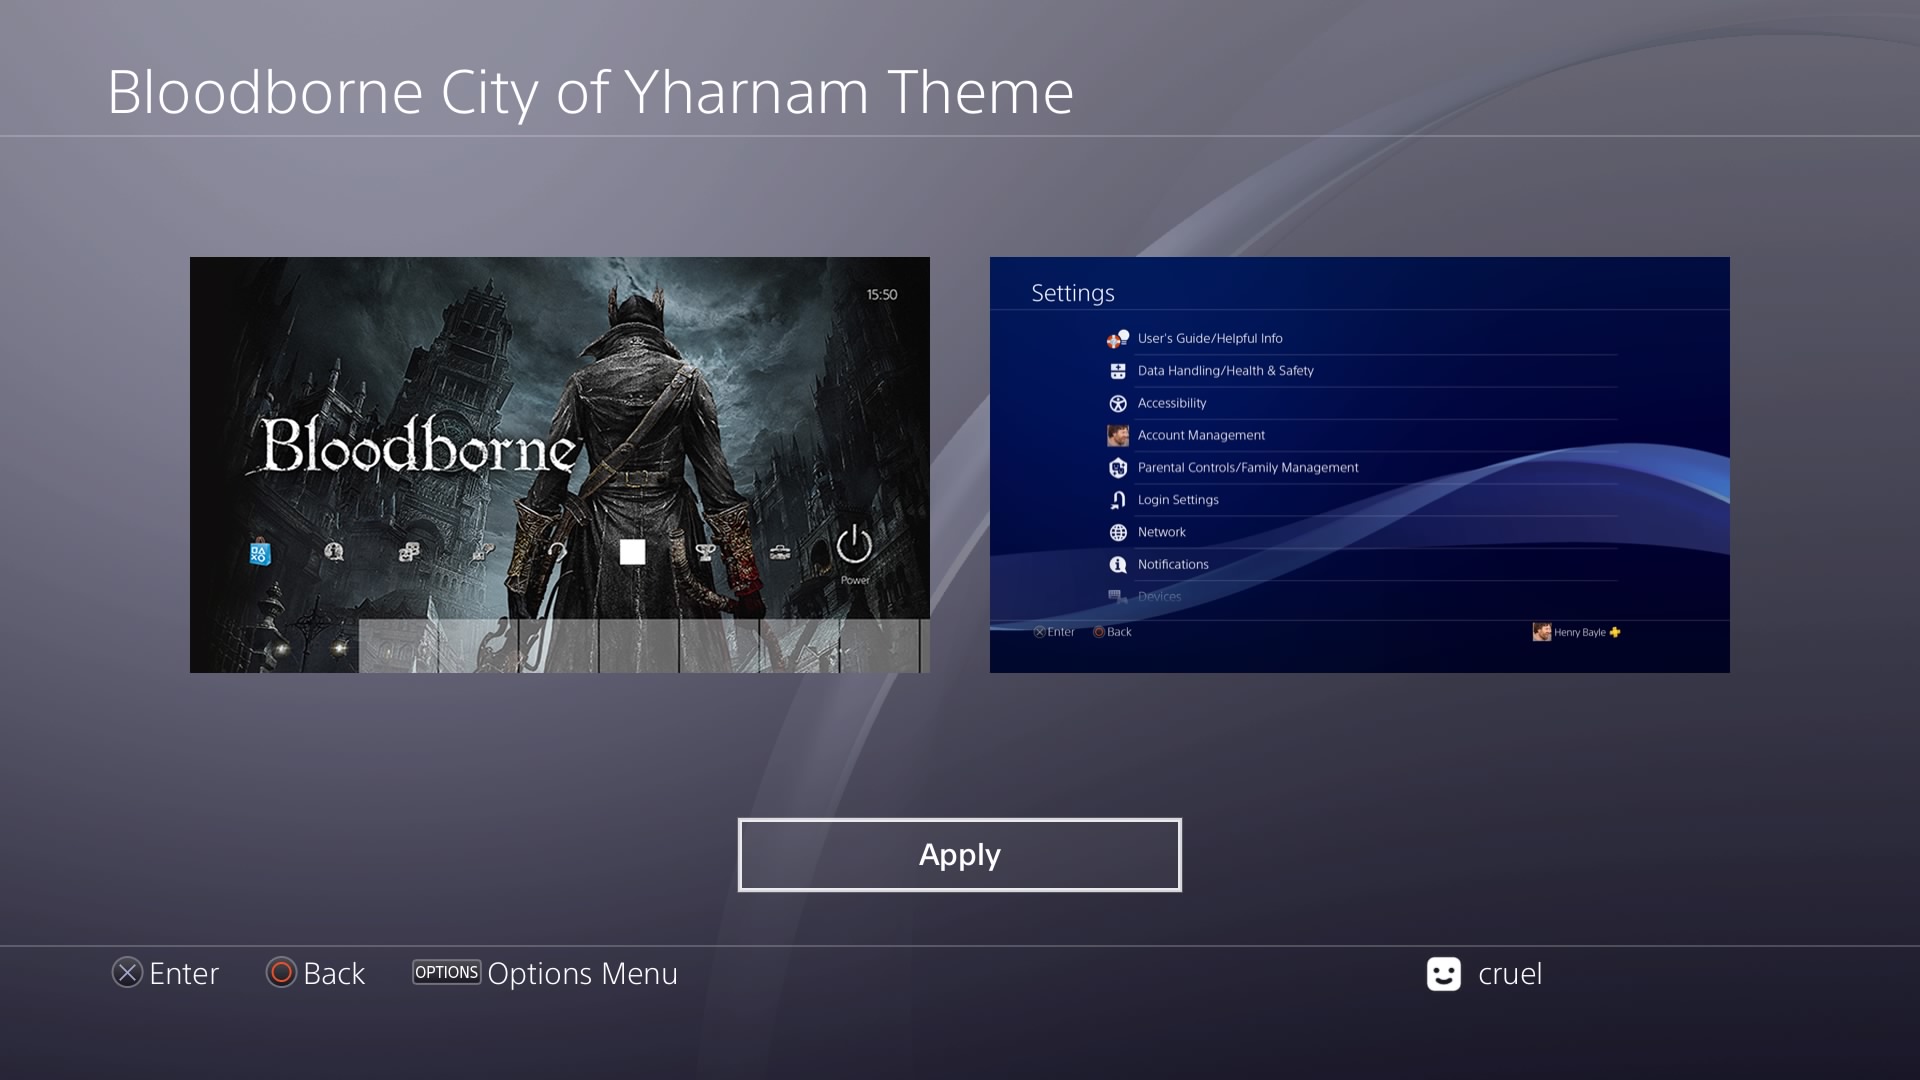 Bloodborne City of Yharnam Theme
15:50
Bloodborne
Power
Settings
User's Guide/Helpful Info
Data Handling/Health & Safety
Accessibility
Account Management
Parental Controls/Family Management
Login Settings
Network
Notifications
Devices
Enter Back
Henry Bayle
Apply
Enter Back OPTIONS Options Menu
cruel